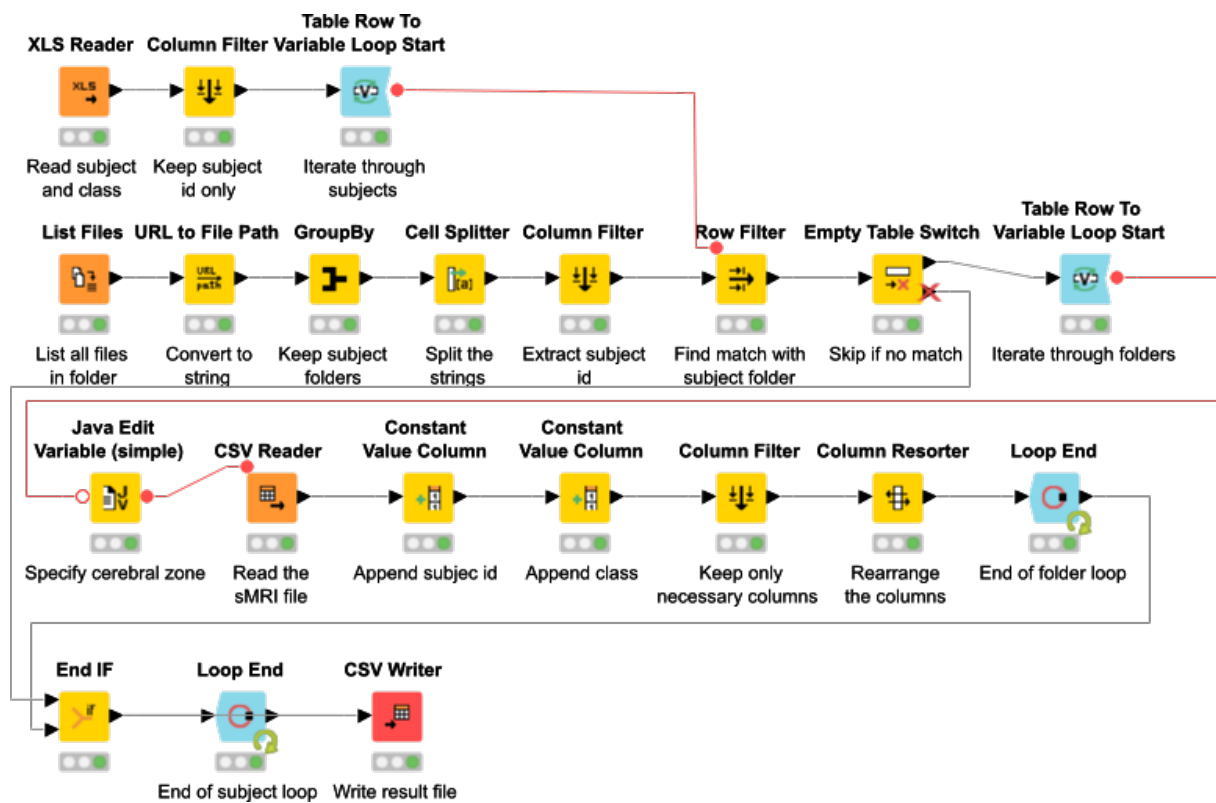 Table Row To
XLS Reader Column Filter Variable Loop Start
XLS
V
Read subject Keep subject Iterate through
and class id only subjects
Table Row To
List Files URL to File Path GroupBy Cell Splitter Column Filter Row Filter Empty Table Switch Variable Loop Start
URL
path
[a]
V
List all files Convert to Keep subject Split the Extract subject Find match with Skip if no match Iterate through folders
in folder string folders strings id subject folder
Java Edit Constant Constant
Variable (simple) CSV Reader Value Column Value Column Column Filter Column Resorter Loop End
J
V
Specify cerebral zone Read the Append subjec id Append class Keep only Rearrange End of folder loop
sMRI file necessary columns the columns
End IF Loop End CSV Writer
if
End of subject loop Write result file